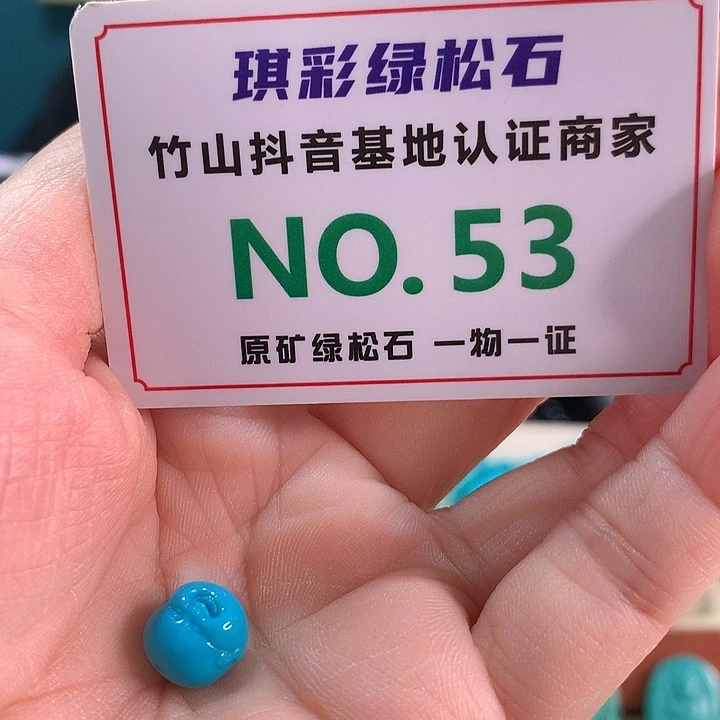 琪彩绿松石
竹山抖音基地认证商家
NO.53
原矿绿松石 一物一证